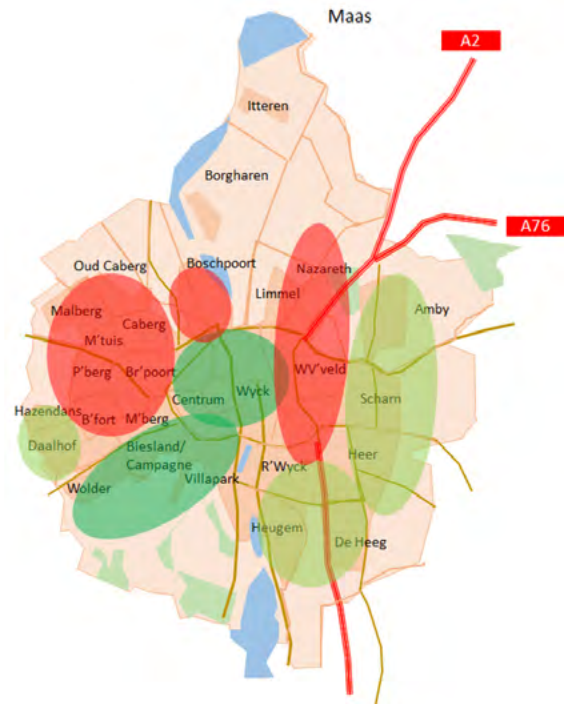 Maas
A2
Itteren
Borgharen
A76
Oud Caberg
Boschpoort
Nazareth
Limmel
Malberg
Caberg
Amby
M'tuis
P'berg
Br'poort
WV'veld
Centrum
Wyck
Scharn
Hazendans
B'fort
M'berg
Daalhof
Biesland/
Campagne
Heer
R'Wyck
Villapark
Wolder
Heugem
De Heeg